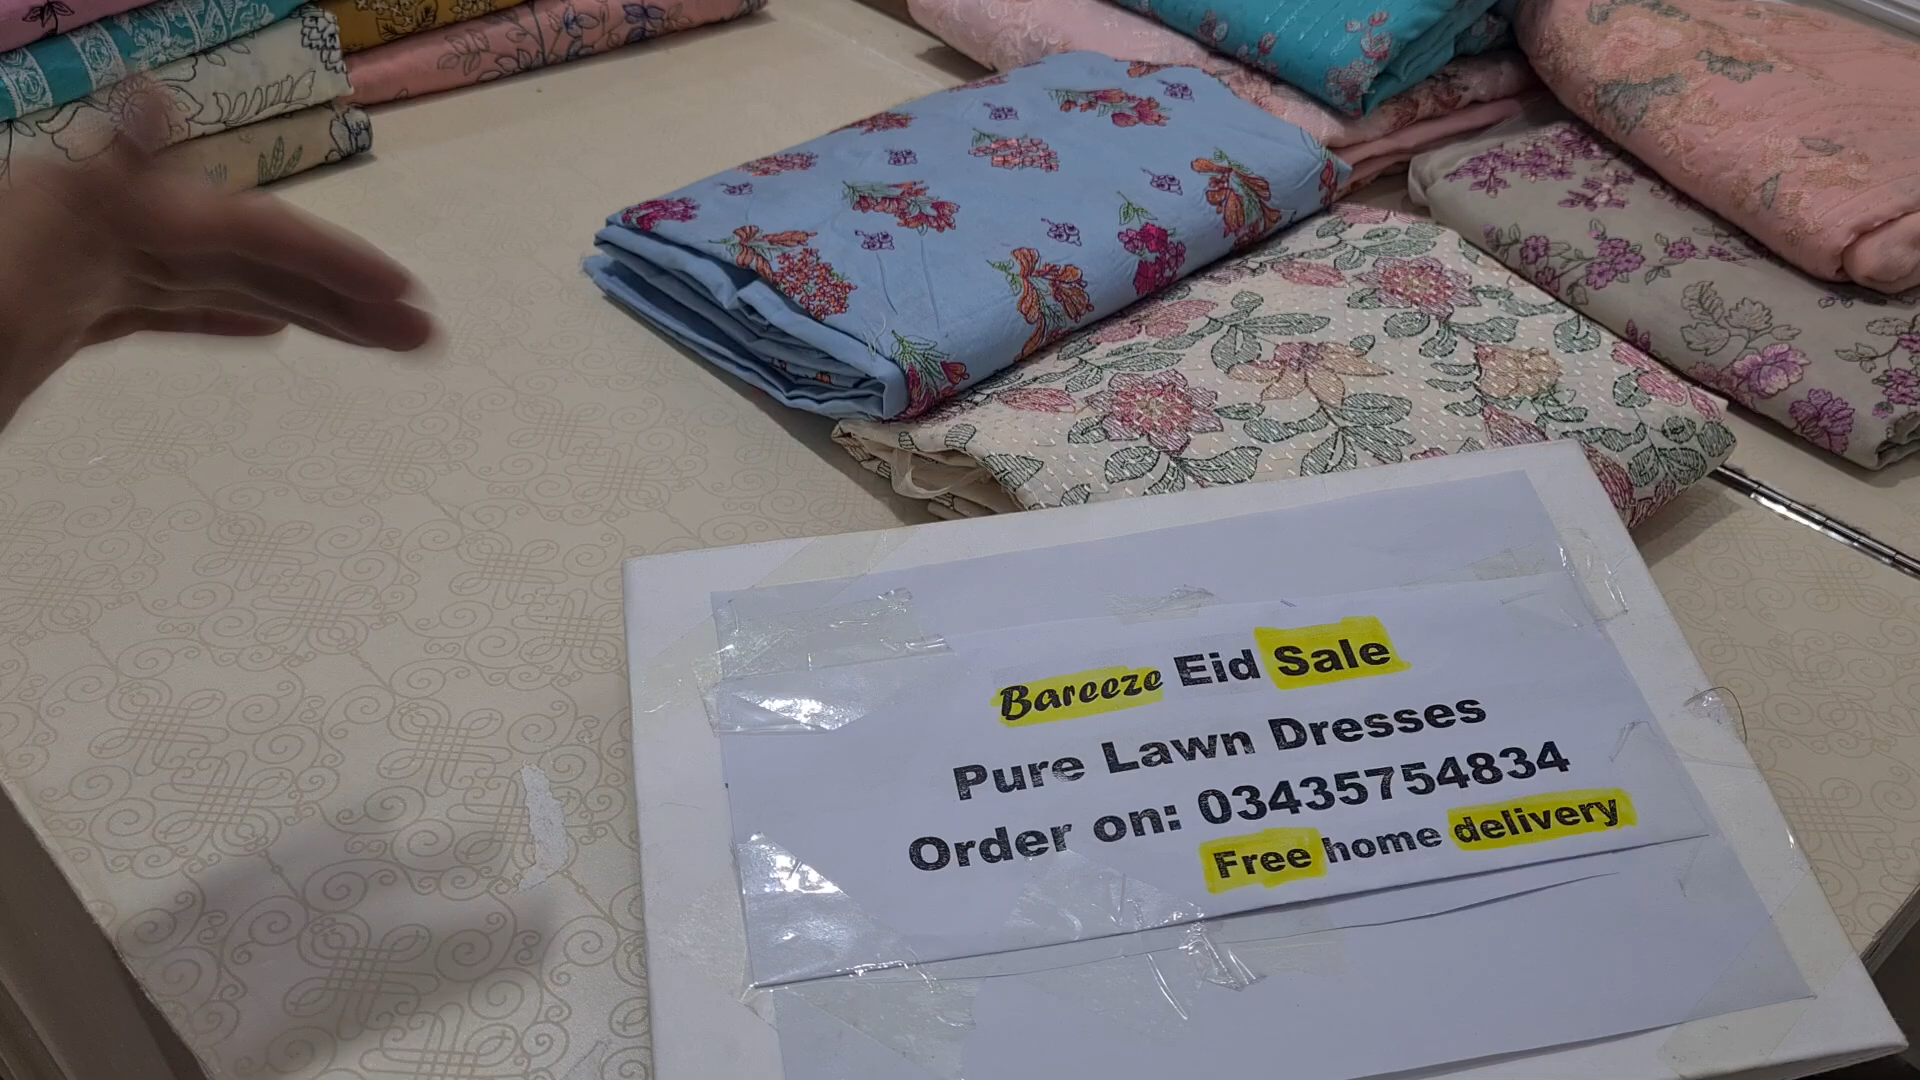 Bareeze Eid Sale
Pure Lawn Dresses
Order on: 03435754834
Free home delivery